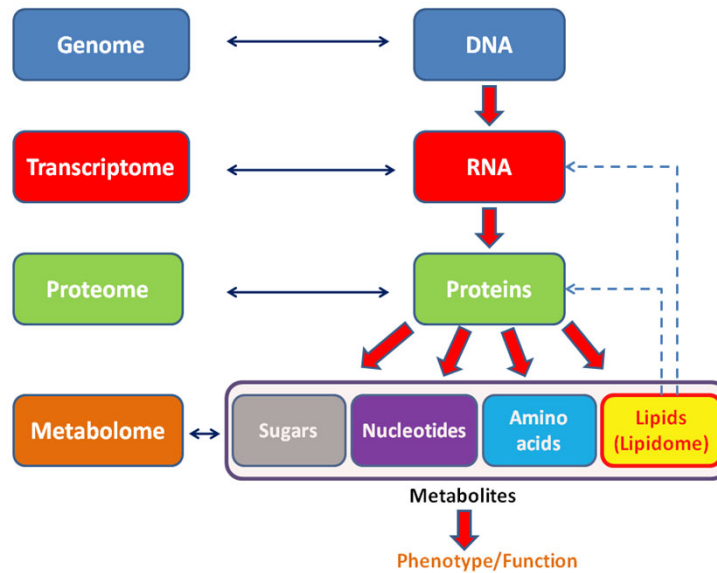 Genome
DNA
Transcriptome
RNA
Proteome
Proteins
Metabolome
Sugars
Nucleotides
Amino
acids
Lipids
(Lipidome)
Metabolites
Phenotype/Function